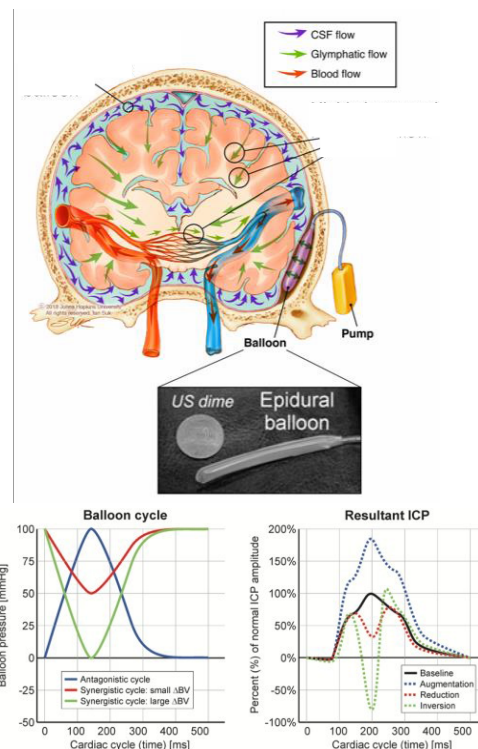 CSF flow
Glymphatic flow
Blood flow
© 2018 Johns Hopkins University
All rights reserved. Ian Suk
Balloon
Pump
US dime
Epidural
balloon
Balloon cycle
Balloon pressure [mmHg]
100
75
50
25
0
-25
-50
Antagonistic cycle
Synergistic cycle: small ΔBV
Synergistic cycle: large ΔBV
0
100
200
300
400
500
Cardiac cycle (time) [ms]
Resultant ICP
Percent (%) of normal ICP amplitude
200%
150%
100%
50%
0
-50%
-100%
Baseline
Augmentation
Reduction
Inversion
0
100
200
300
400
500
Cardiac cycle (time) [ms]